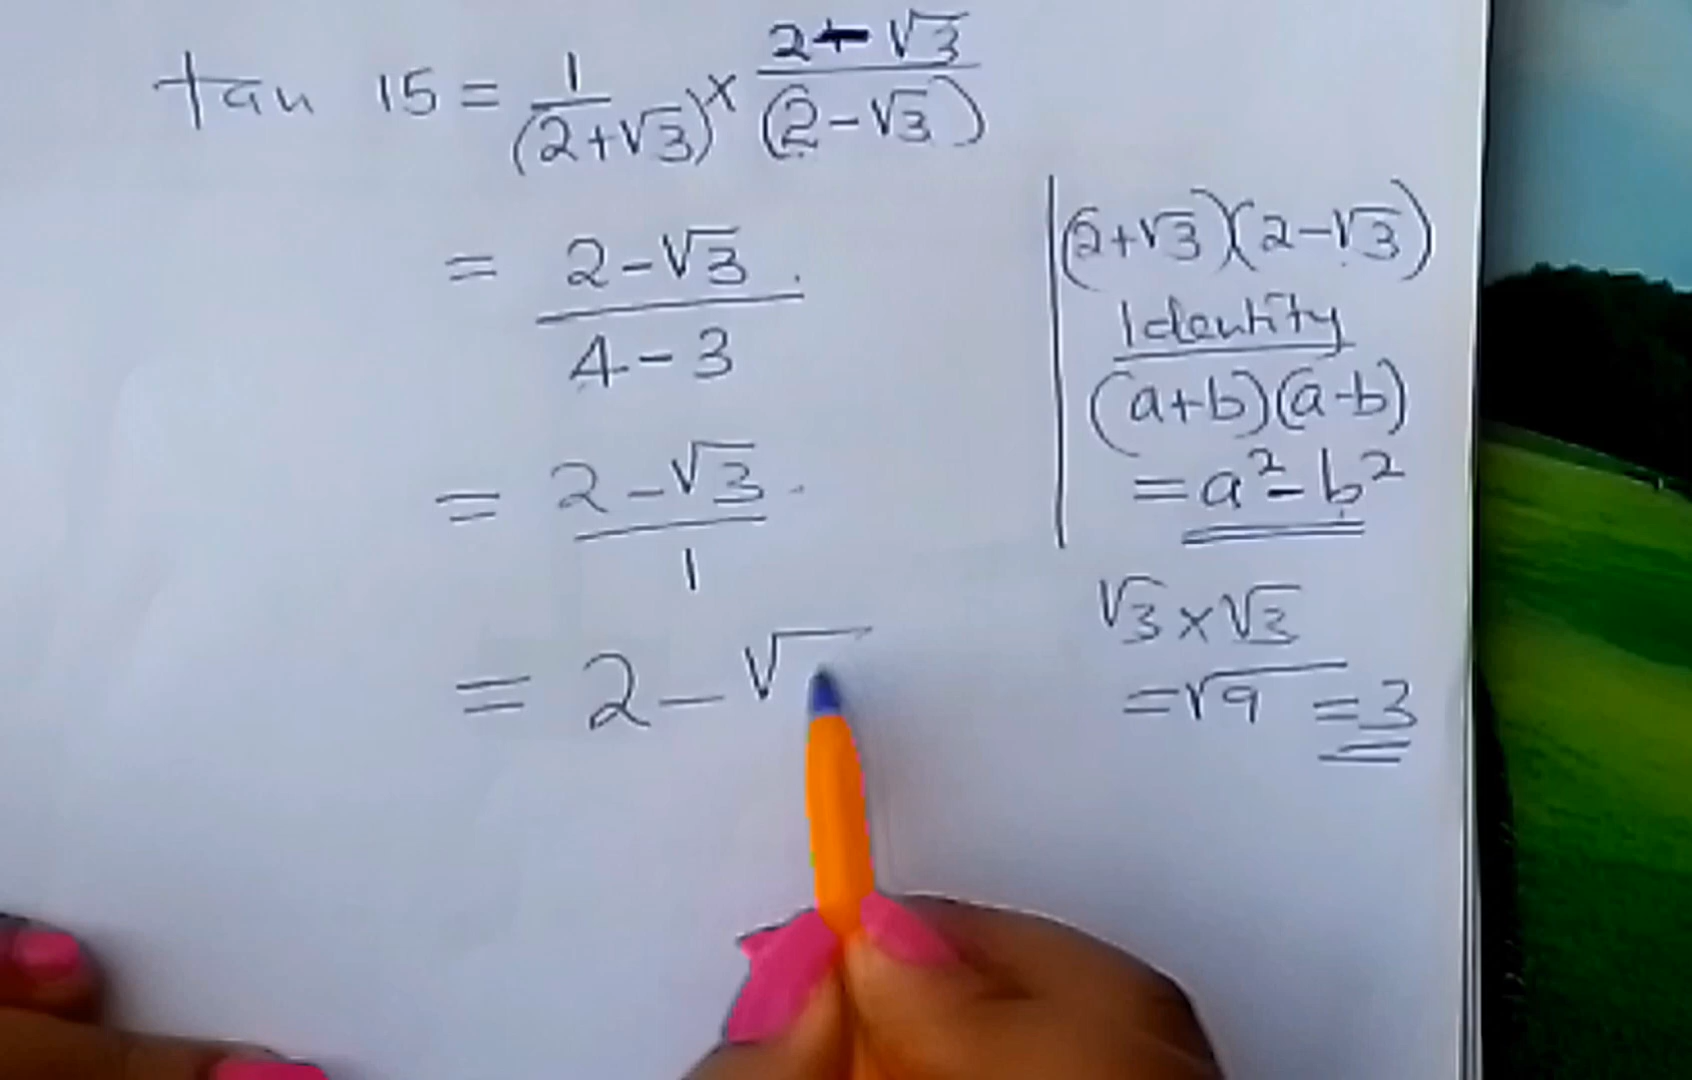 tan 15 = 1/(2+√3) × 2-√3/(2-√3)
= 2-√3/4-3
= 2-√3/1
= 2-√
(2+√3)(2-√3)
Identity
(a+b)(a-b)
= a²-b²
√3×√3
=√9 =3